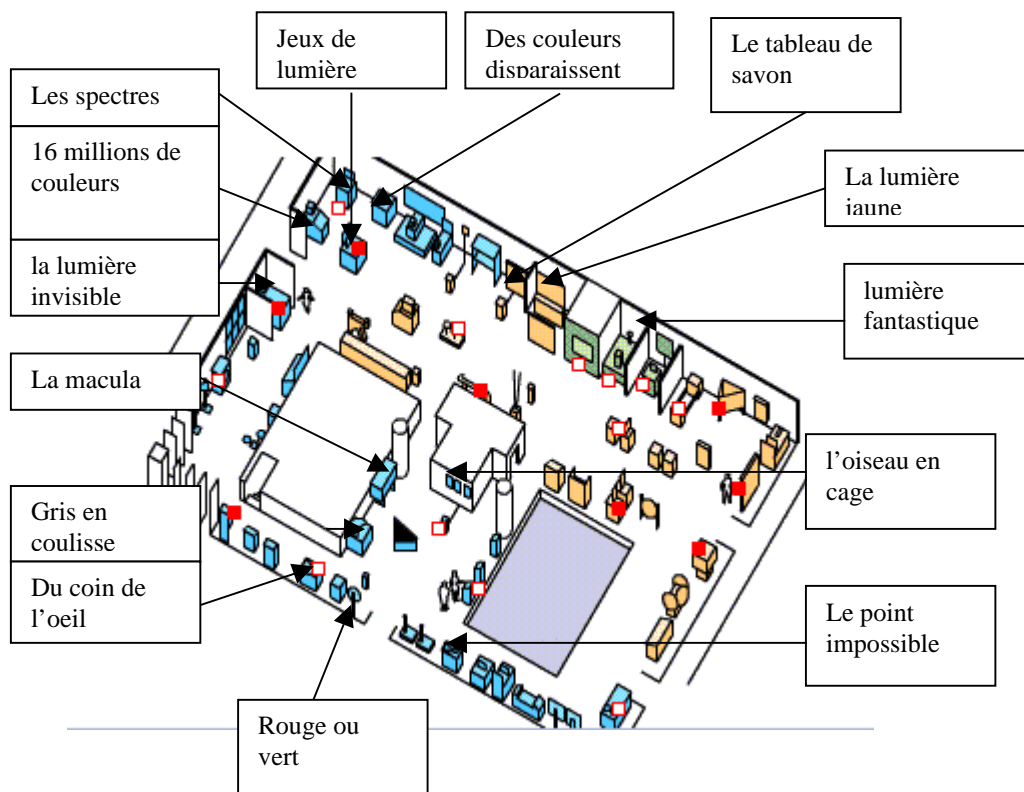 Jeux de
lumière
Des couleurs
disparaissent
Le tableau de
savon
Les spectres
16 millions de
couleurs
La lumière
jaune
la lumière
invisible
lumière
fantastique
La macula
l’oiseau en
cage
Gris en
coulisse
Du coin de
l’oeil
Le point
impossible
Rouge ou
vert